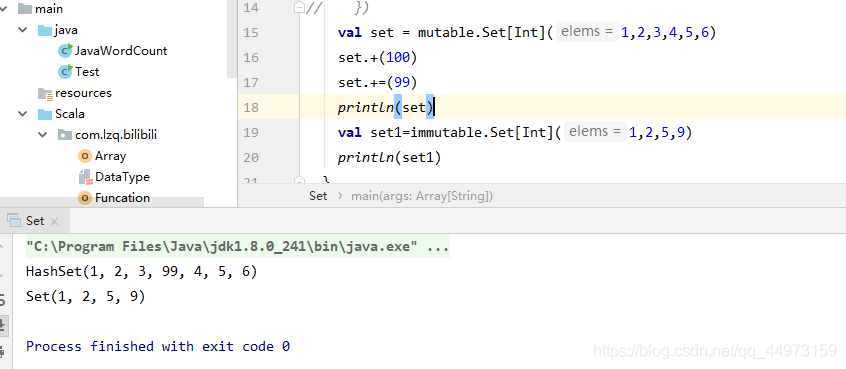 main
java
JavaWordCount
Test
resources
Scala
com.lzq.bilibili
Array
DataType
Funcation
14 // })
15 val set = mutable.Set[Int]( elems = 1,2,3,4,5,6)
16 set.+(100)
17 set.+=(99)
18 println(set)
19 val set1=immutable.Set[Int]( elems = 1,2,5,9)
20 println(set1)
21 }
Set › main(args: Array[String])
Set ×
"C:\Program Files\Java\jdk1.8.0_241\bin\java.exe" ...
HashSet(1, 2, 3, 99, 4, 5, 6)
Set(1, 2, 5, 9)
Process finished with exit code 0
https://blog.csdn.net/qq_44973159